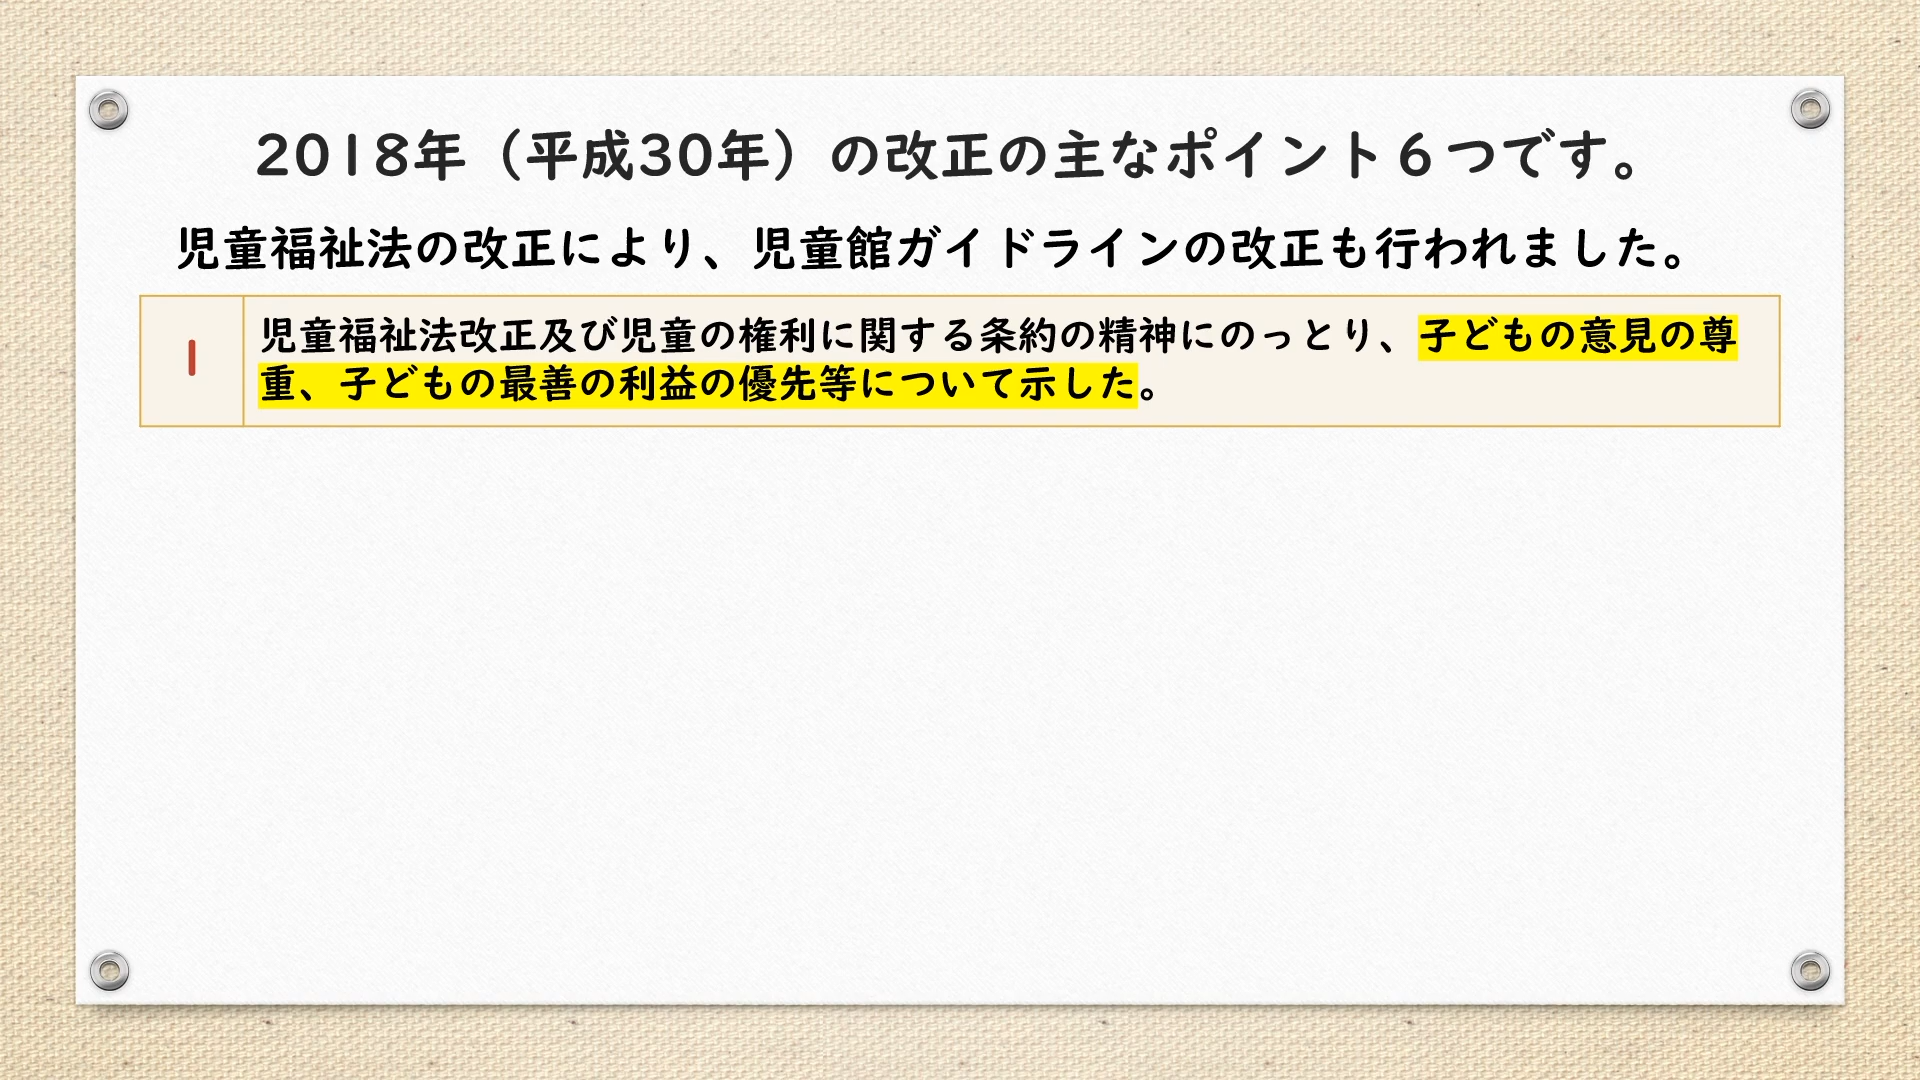 2018年（平成30年）の改正の主なポイント６つです。
児童福祉法の改正により、児童館ガイドラインの改正も行われました。
1
児童福祉法改正及び児童の権利に関する条約の精神にのっとり、子どもの意見の尊
重、子どもの最善の利益の優先等について示した。